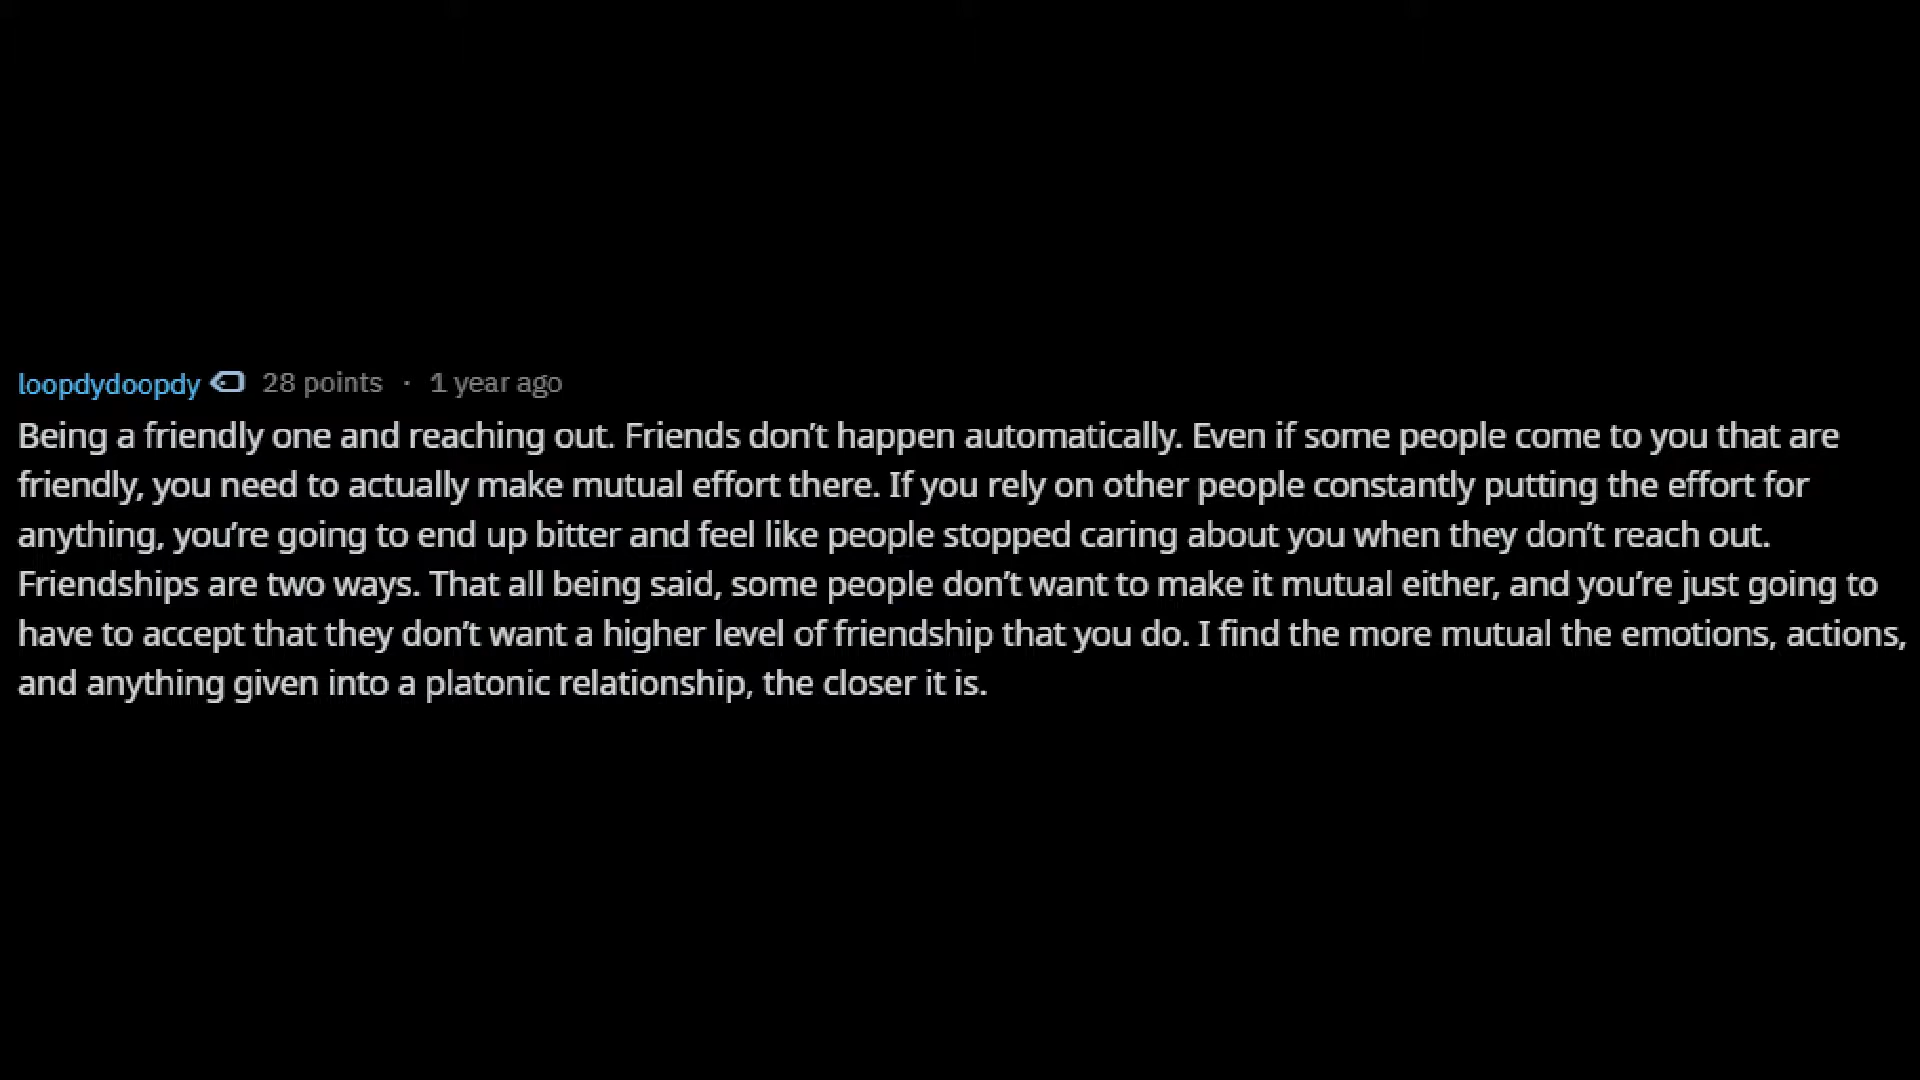 loopdydoopdy 28 points · 1 year ago
Being a friendly one and reaching out. Friends don’t happen automatically. Even if some people come to you that are
friendly, you need to actually make mutual effort there. If you rely on other people constantly putting the effort for
anything, you’re going to end up bitter and feel like people stopped caring about you when they don’t reach out.
Friendships are two ways. That all being said, some people don’t want to make it mutual either, and you’re just going to
have to accept that they don’t want a higher level of friendship that you do. I find the more mutual the emotions, actions,
and anything given into a platonic relationship, the closer it is.